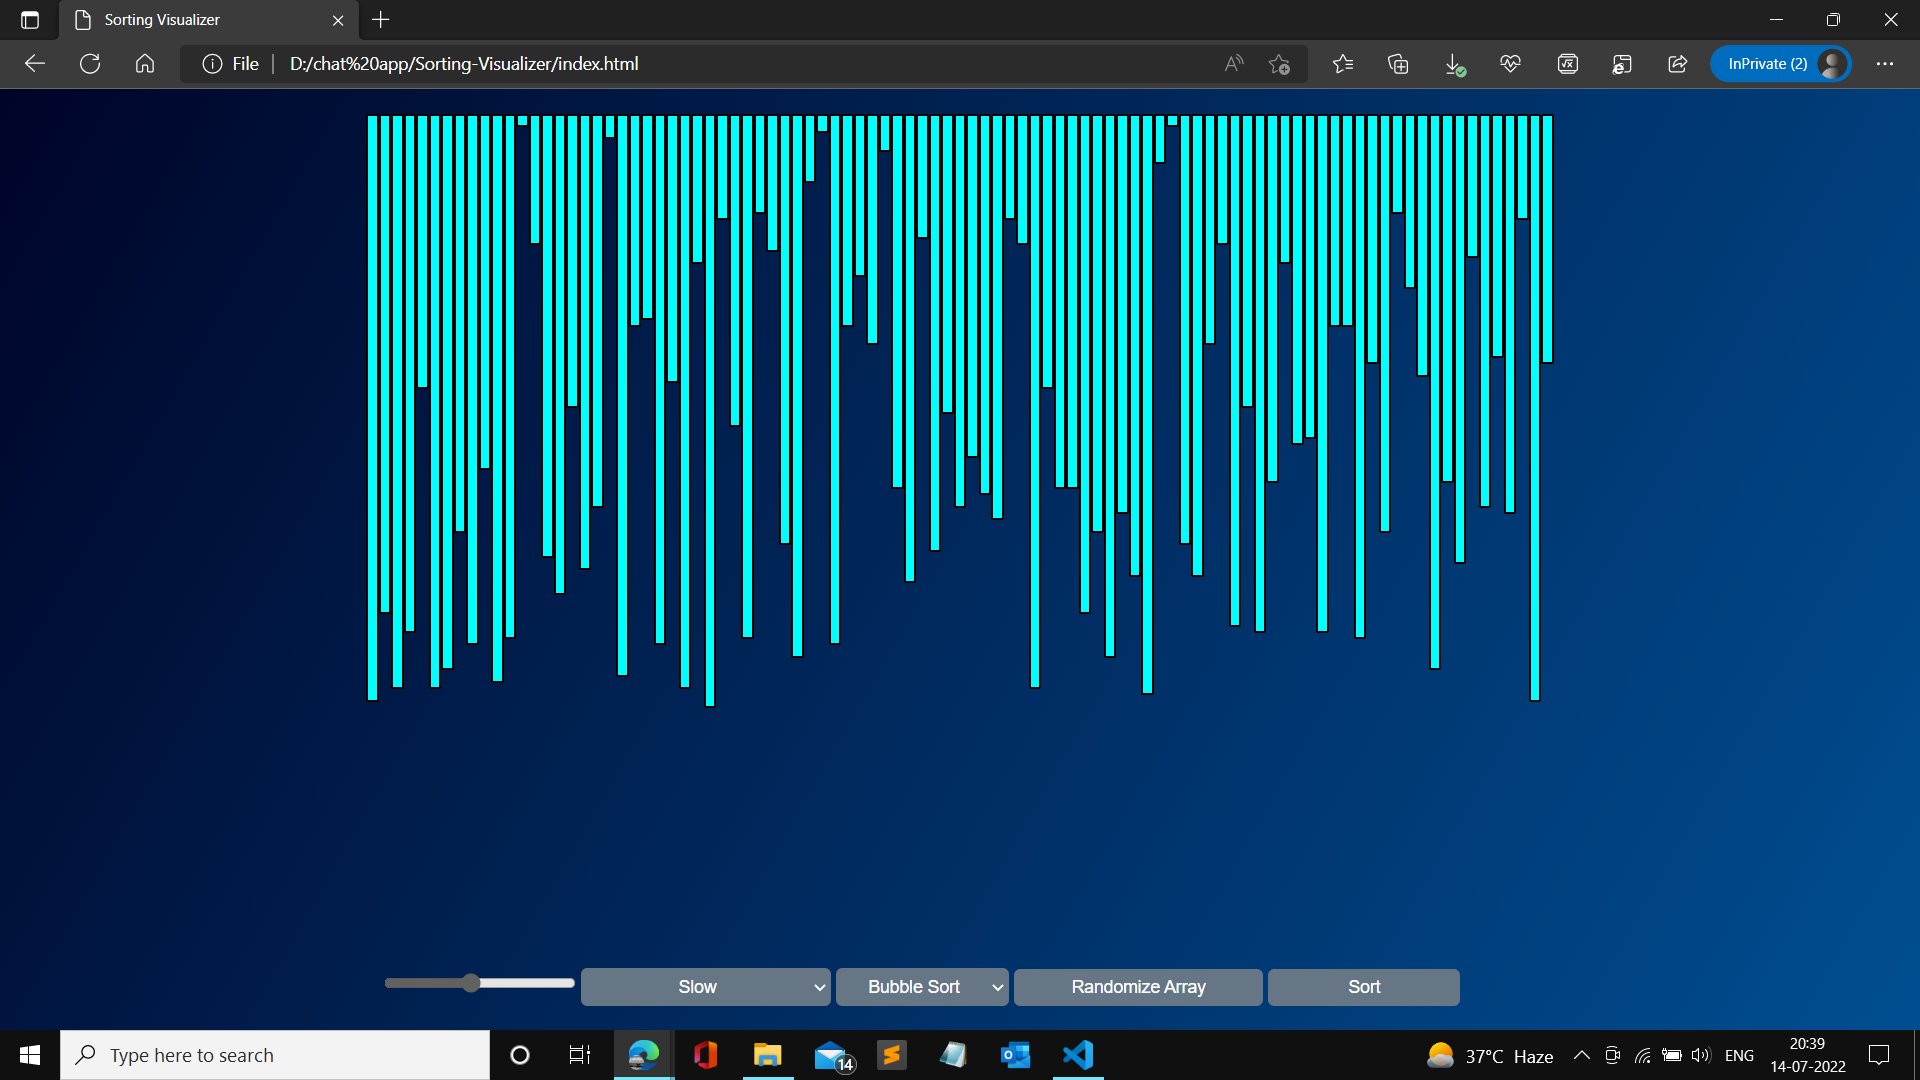 Sorting Visualizer
File
D:/chat%20app/Sorting-Visualizer/index.html
InPrivate (2)
Slow
Bubble Sort
Randomize Array
Sort
Type here to search
14
37°C Haze
ENG
20:39
14-07-2022